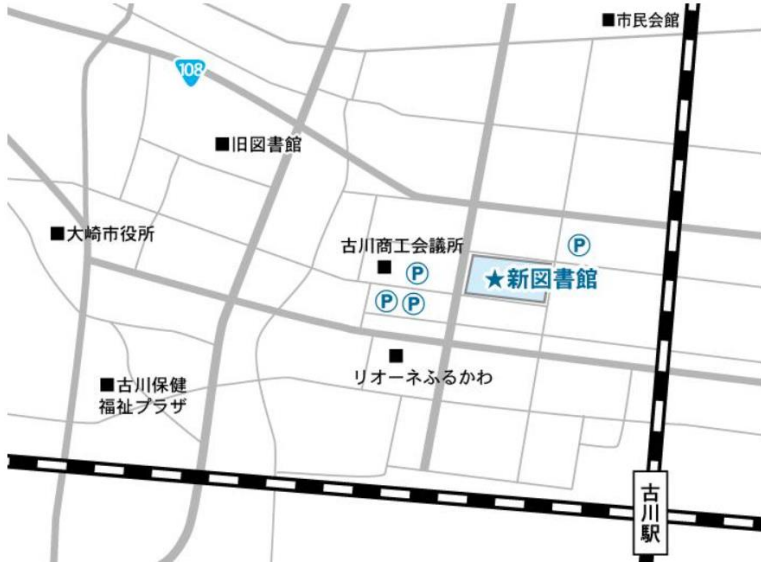 ■市民会館
108
■旧図書館
■大崎市役所
古川商工会議所
■
P
P
P P
★新図書館
■
リオーネふるかわ
■古川保健
福祉プラザ
古川駅